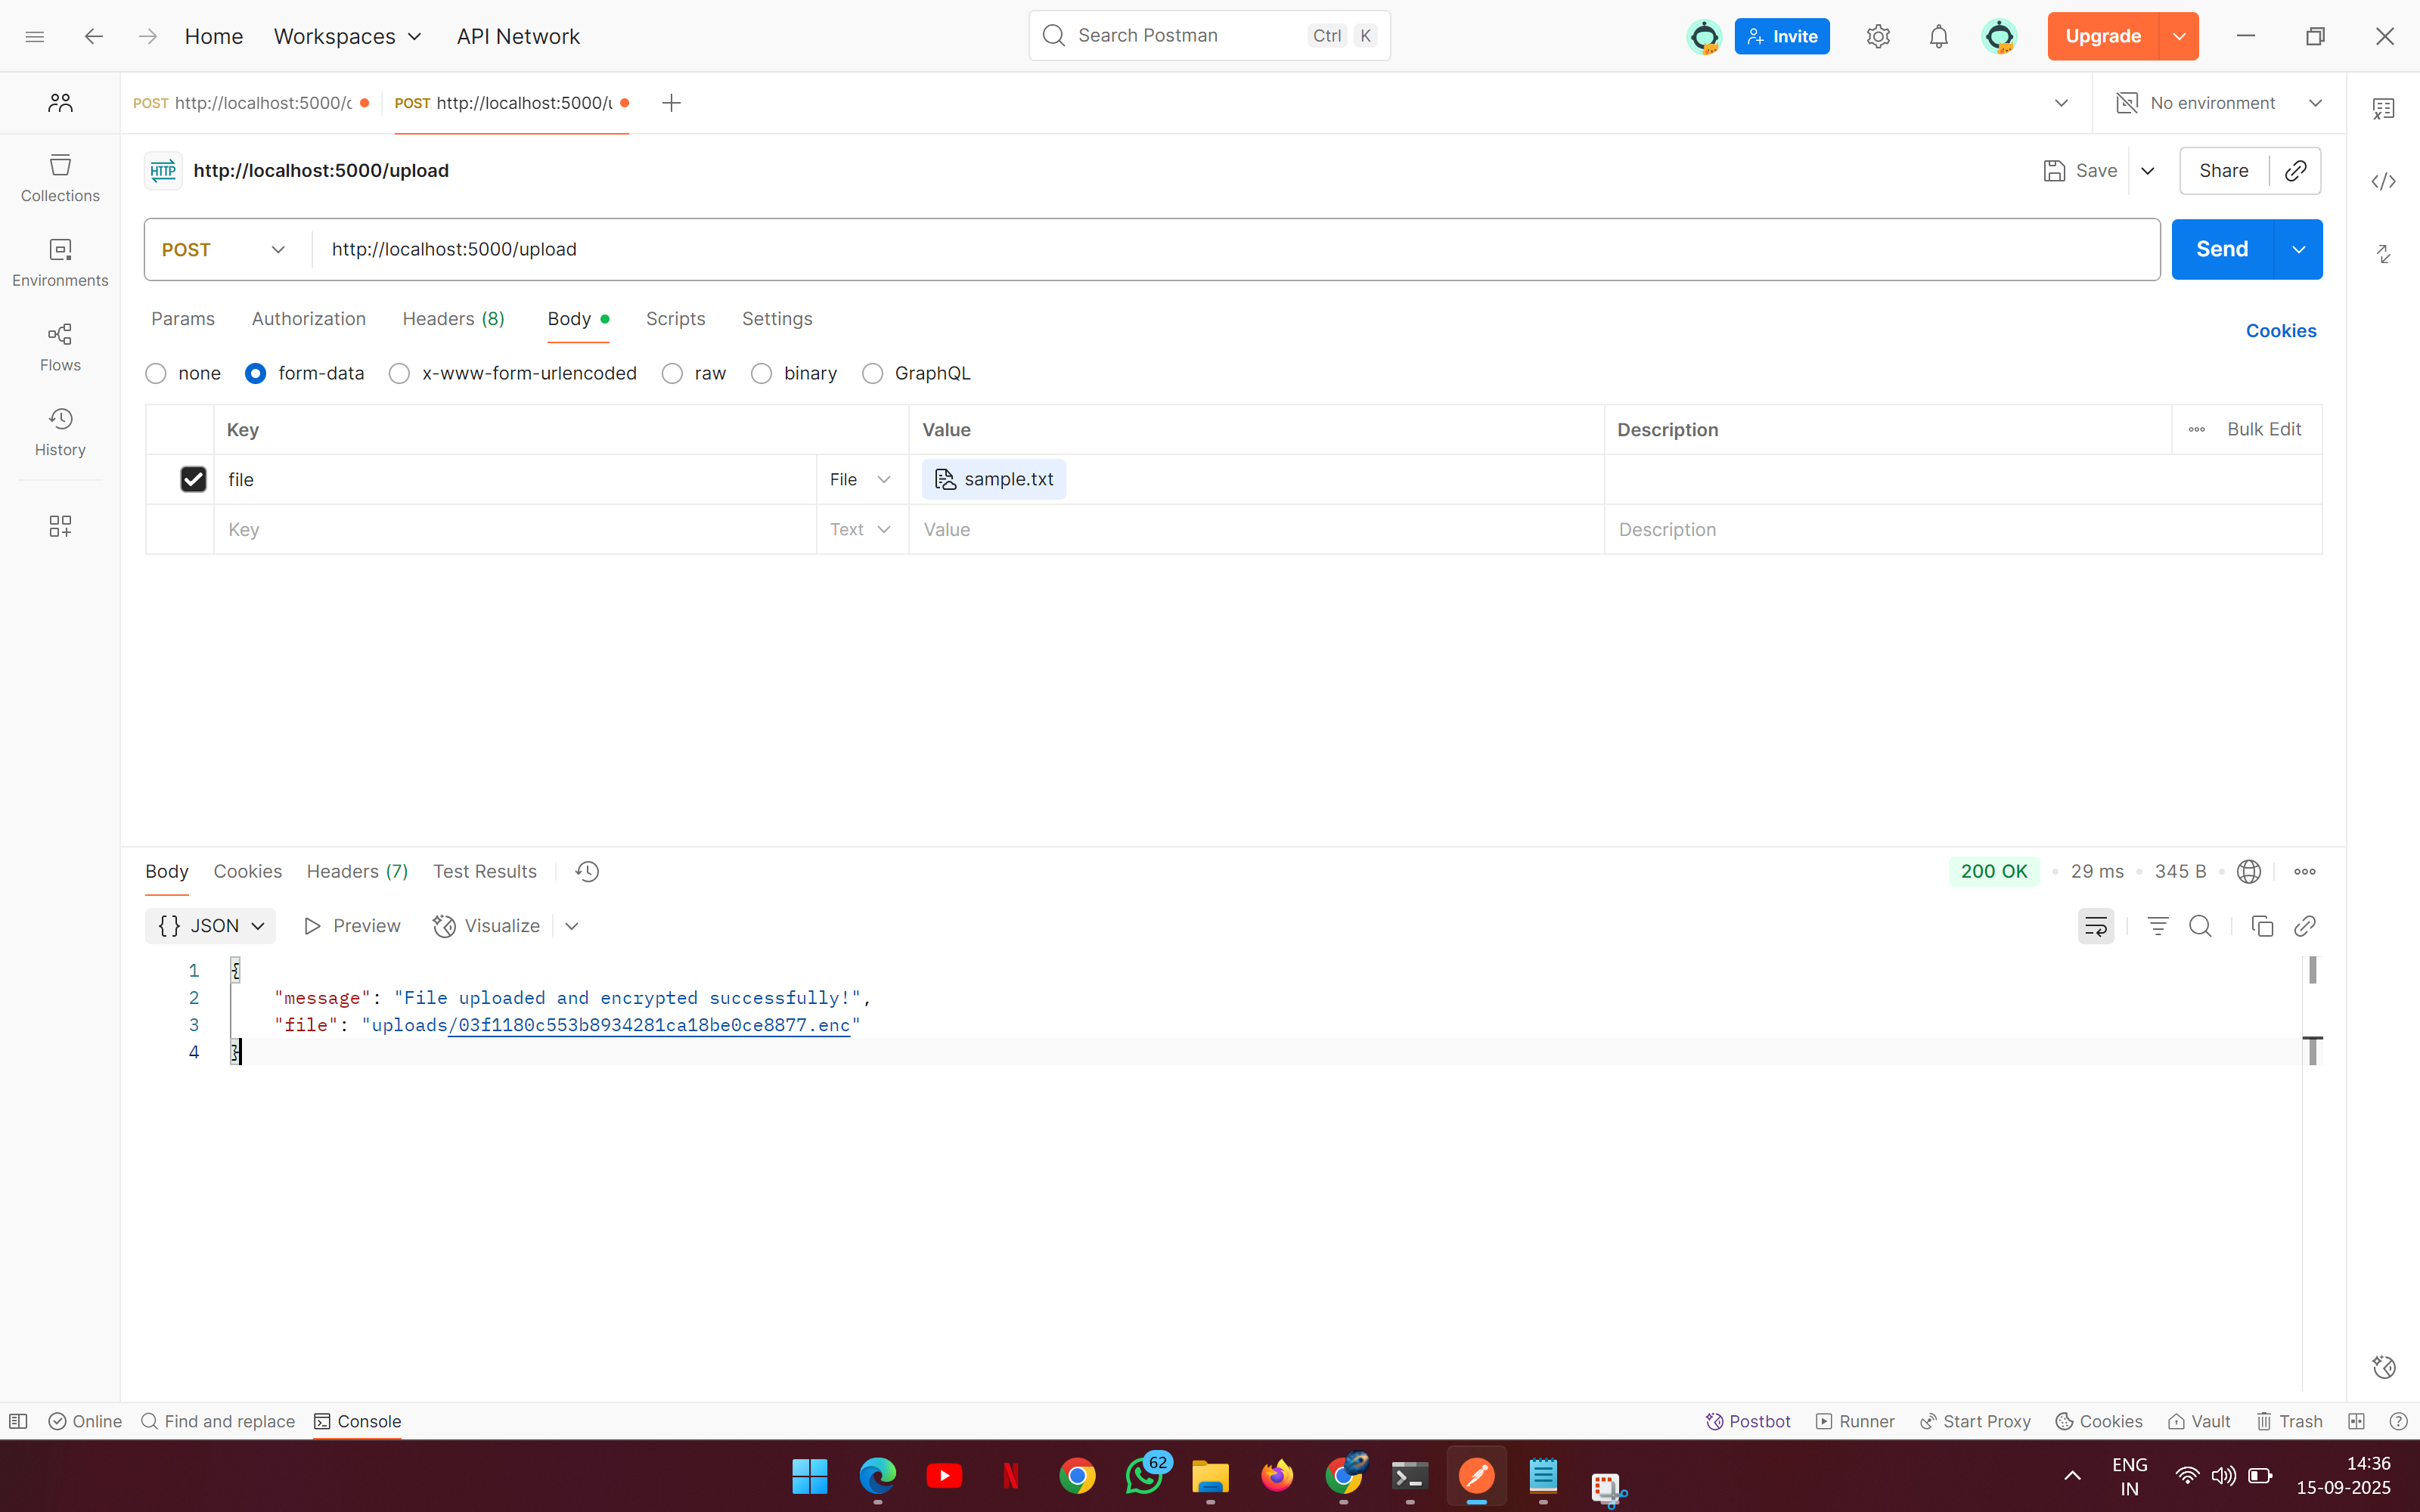 Home Workspaces API Network Search Postman Ctrl K Invite Upgrade
POST http://localhost:5000/ POST http://localhost:5000/ No environment
HTTP http://localhost:5000/upload Save Share
POST http://localhost:5000/upload Send
Params Authorization Headers (8) Body Scripts Settings Cookies
none form-data x-www-form-urlencoded raw binary GraphQL
Key Value Description Bulk Edit
file File sample.txt
Key Text Value Description
Collections
Environments
Flows
History
Body Cookies Headers (7) Test Results 200 OK 29 ms 345 B
{} JSON Preview Visualize
1 {
2 "message": "File uploaded and encrypted successfully!",
3 "file": "uploads/03f1180c553b8934281ca18be0ce8877.enc"
4 }
Online Find and replace Console Postbot Runner Start Proxy Cookies Vault Trash
62
ENG
IN
14:36
15-09-2025